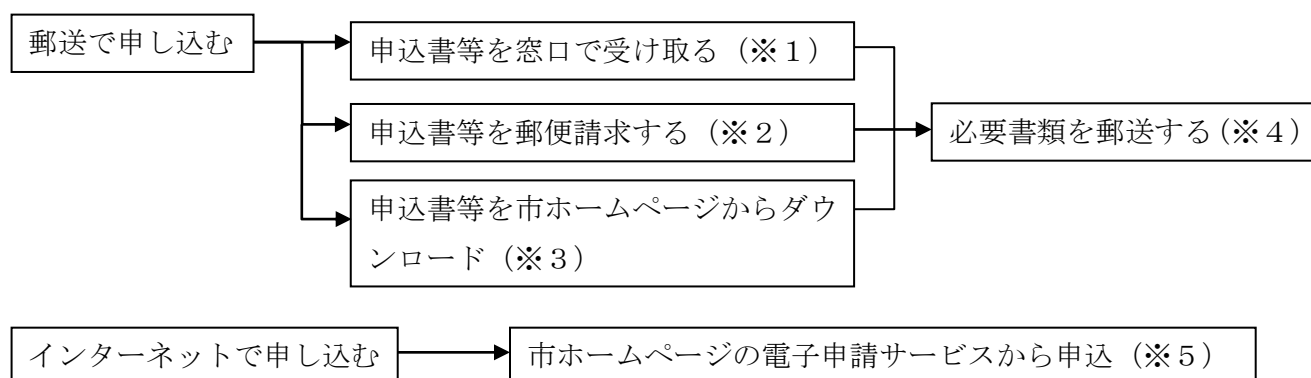 郵送で申し込む
申込書等を窓口で受け取る（※１）
申込書等を郵便請求する（※２）
申込書等を市ホームページからダウ
ンロード（※３）
必要書類を郵送する（※４）
インターネットで申し込む
市ホームページの電子申請サービスから申込（※５）